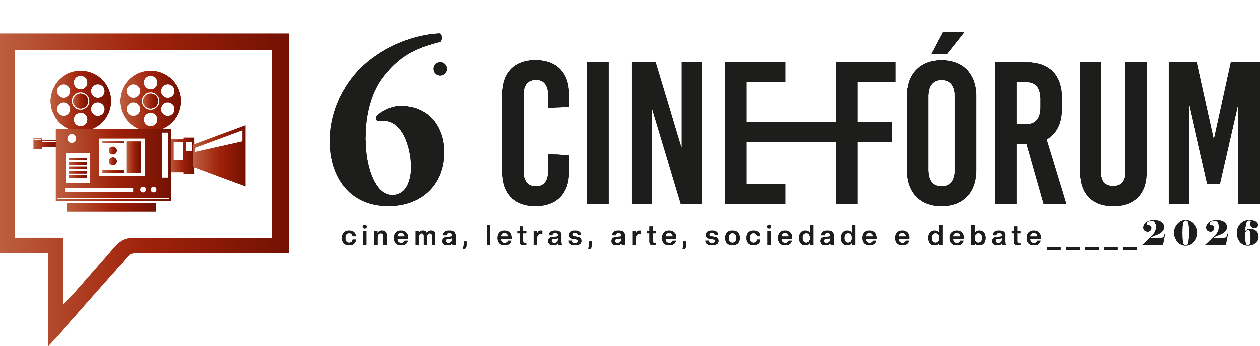 6 CINE-FÓRUM
cinema, letras, arte, sociedade e debate_____2026